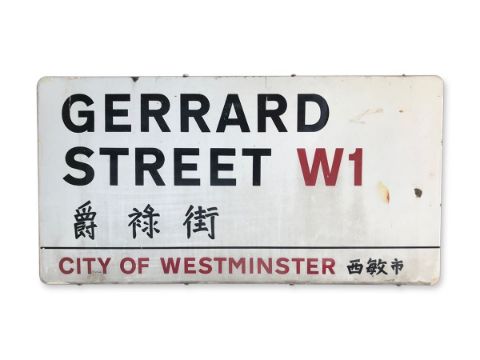 GERRARD
STREET W1
爵祿街
CITY OF WESTMINSTER 西敏市